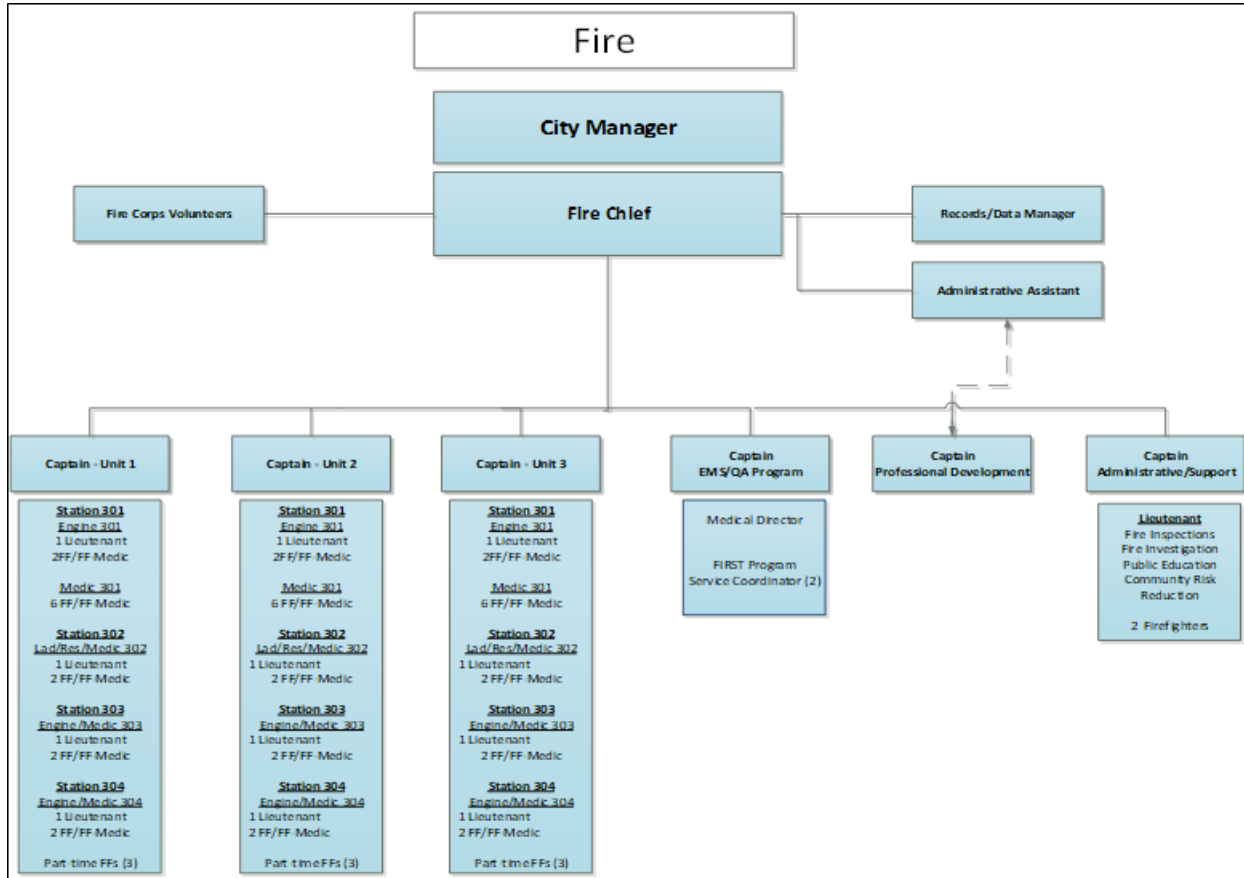 Fire
City Manager
Fire Chief
Fire Corps Volunteers
Records/Data Manager
Administrative Assistant
Captain - Unit 1
Station 301
Engine 301
1 Lieutenant
2FF/FF-Medic
Medic 301
6 FF/FF-Medic
Station 302
Lad/Res/Medic 302
1 Lieutenant
2 FF/FF-Medic
Station 303
Engine/Medic 303
1 Lieutenant
2 FF/FF-Medic
Station 304
Engine/Medic 304
1 Lieutenant
2 FF/FF-Medic
Part-time FFs (3)
Captain - Unit 2
Station 301
Engine 301
1 Lieutenant
2FF/FF-Medic
Medic 301
6 FF/FF-Medic
Station 302
Lad/Res/Medic 302
1 Lieutenant
2 FF/FF-Medic
Station 303
Engine/Medic 303
1 Lieutenant
2 FF/FF-Medic
Station 304
Engine/Medic 304
1 Lieutenant
2 FF/FF-Medic
Part-time FFs (3)
Captain - Unit 3
Station 301
Engine 301
1 Lieutenant
2FF/FF-Medic
Medic 301
6 FF/FF-Medic
Station 302
Lad/Res/Medic 302
1 Lieutenant
2 FF/FF-Medic
Station 303
Engine/Medic 303
1 Lieutenant
2 FF/FF-Medic
Station 304
Engine/Medic 304
1 Lieutenant
2 FF/FF-Medic
Part-time FFs (3)
Captain
EMS/QA Program
Medical Director
FIRST Program
Service Coordinator (2)
Captain
Professional Development
Captain
Administrative/Support
Lieutenant
Fire Inspections
Fire Investigation
Public Education
Community Risk
Reduction
2 Firefighters